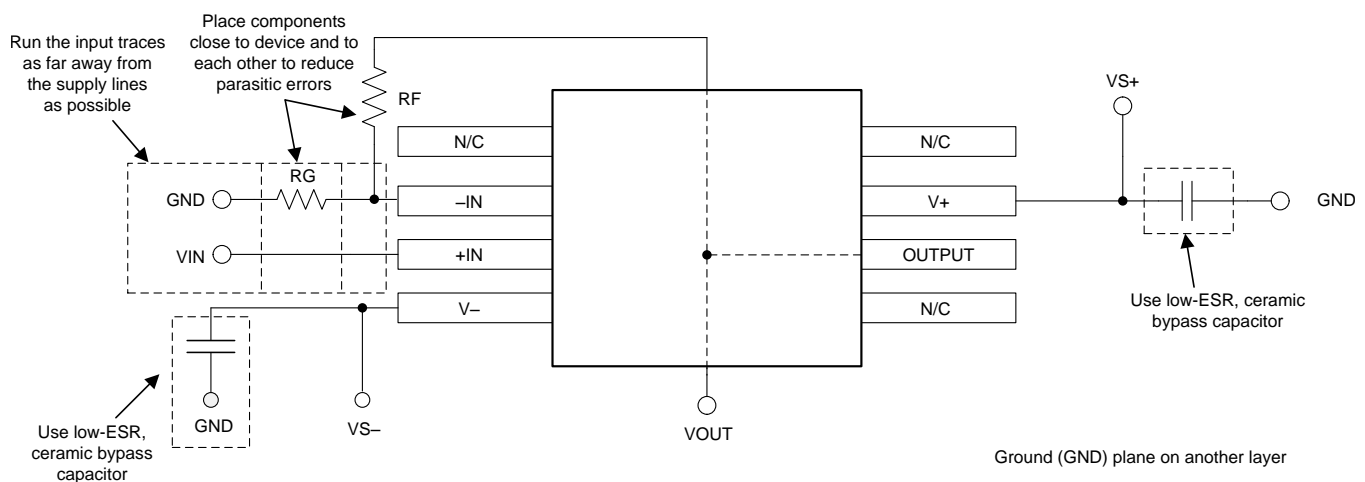 Run the input traces
as far away from
the supply lines
as possible
Place components
close to device and to
each other to reduce
parasitic errors
RF
VS+
N/C
N/C
RG
GND
–IN
V+
GND
VIN
+IN
OUTPUT
V–
N/C
Use low-ESR, ceramic
bypass capacitor
GND
VS–
VOUT
Use low-ESR,
ceramic bypass
capacitor
Ground (GND) plane on another layer